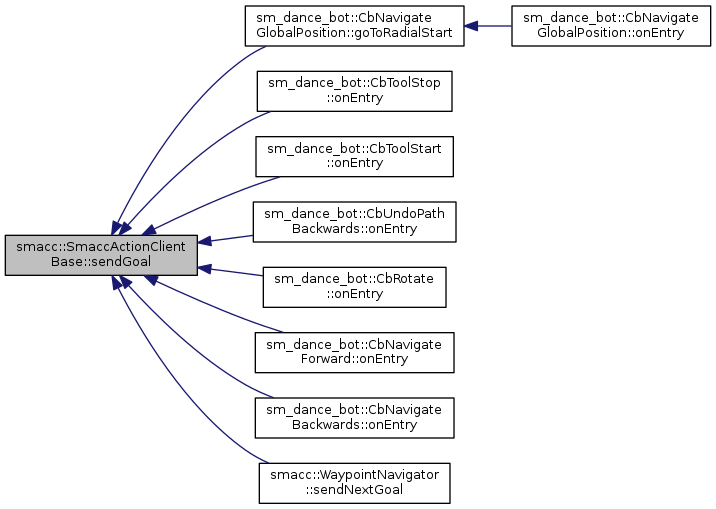 sm_dance_bot::CbNavigate
GlobalPosition::goToRadialStart
sm_dance_bot::CbNavigate
GlobalPosition::onEntry
sm_dance_bot::CbToolStop
::onEntry
sm_dance_bot::CbToolStart
::onEntry
sm_dance_bot::CbUndoPath
Backwards::onEntry
smacc::SmaccActionClient
Base::sendGoal
sm_dance_bot::CbRotate
::onEntry
sm_dance_bot::CbNavigate
Forward::onEntry
sm_dance_bot::CbNavigate
Backwards::onEntry
smacc::WaypointNavigator
::sendNextGoal